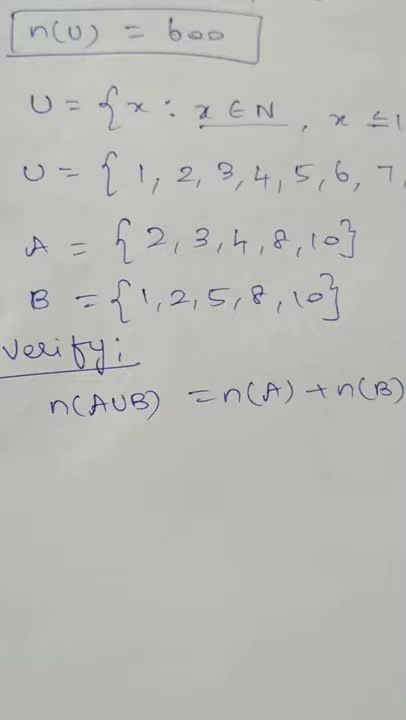 n(U) = 600
U = { x : x ∈ N , x ≤ 1
U = { 1, 2, 3, 4, 5, 6, 7,
A = { 2, 3, 4, 8, 10}
B = {1, 2, 5, 8, 10}
Verify:
n(A∪B) = n(A) + n(B)